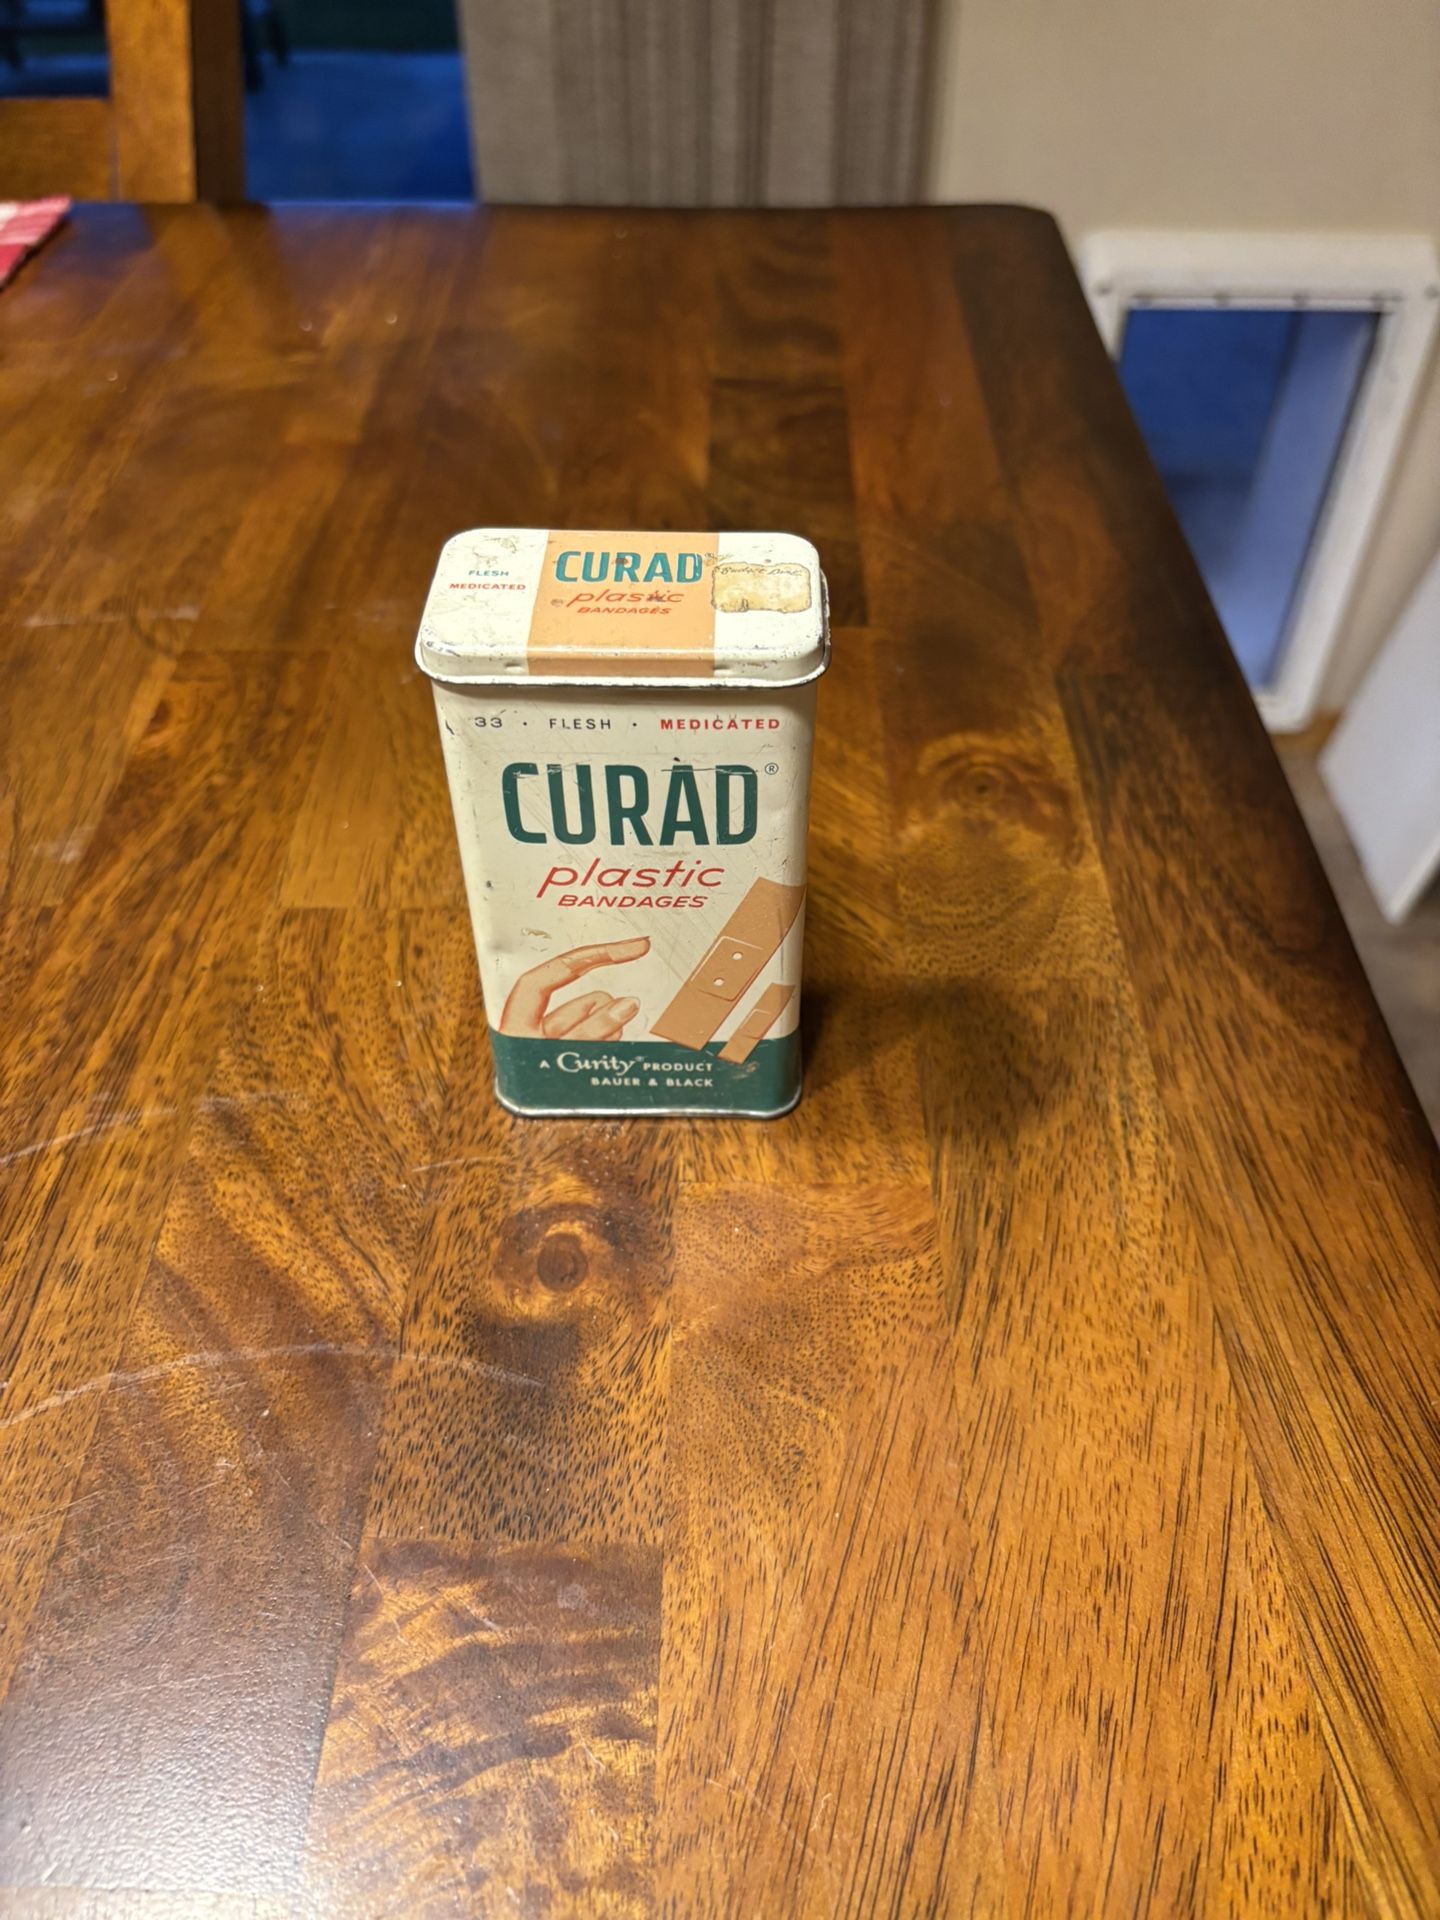 FLESH
MEDICATED
CURAD®
plastic
BANDAGES
33 · FLESH · MEDICATED
CURAD®
plastic
BANDAGES
A Curity® PRODUCT
BAUER & BLACK